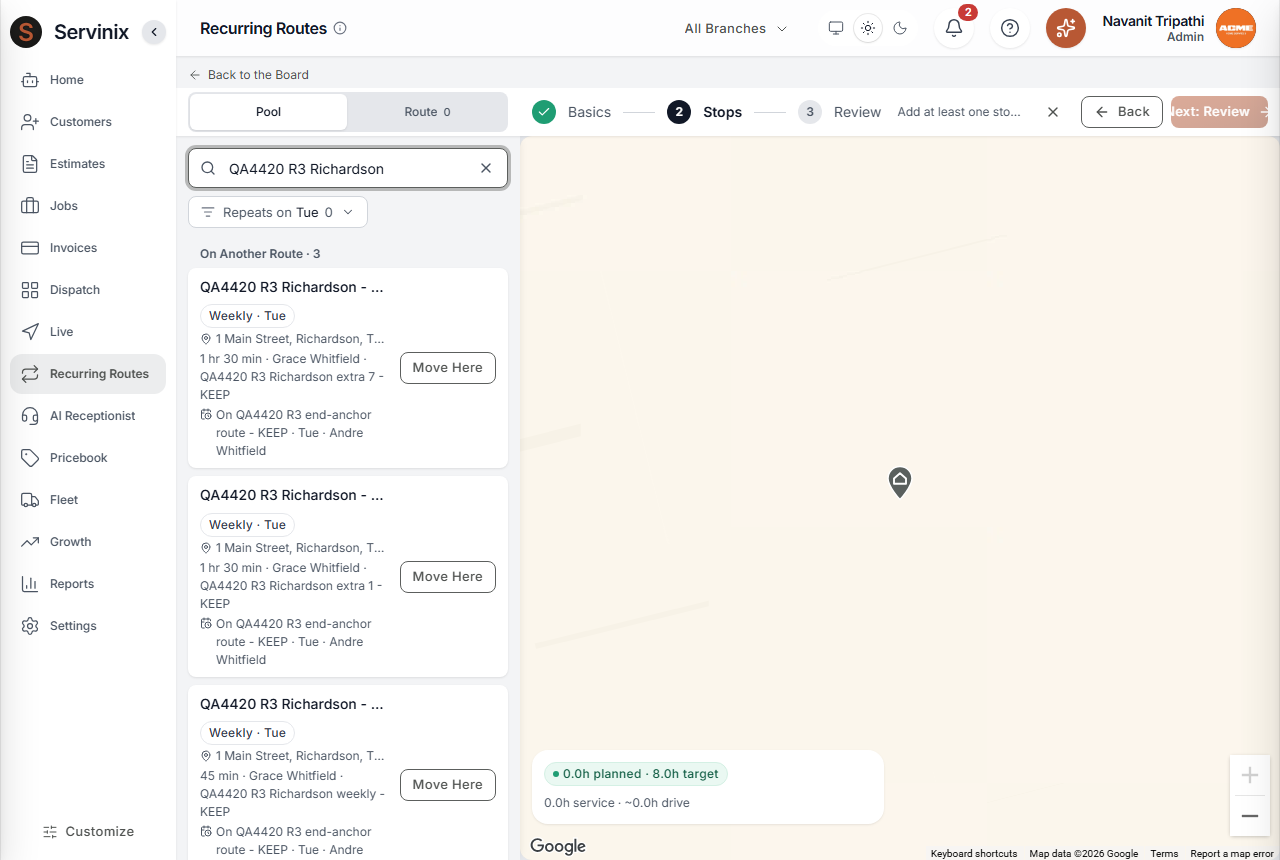 S Servinix
Recurring Routes
All Branches
2
Navanit Tripathi
Admin
ACME
Home
Customers
Estimates
Jobs
Invoices
Dispatch
Live
Recurring Routes
AI Receptionist
Pricebook
Fleet
Growth
Reports
Settings
Customize
Back to the Board
Pool
Route 0
Basics
2 Stops
3 Review
Add at least one sto...
Back
Next: Review
QA4420 R3 Richardson
Repeats on Tue 0
On Another Route · 3
QA4420 R3 Richardson - ...
Weekly · Tue
1 Main Street, Richardson, T...
1 hr 30 min · Grace Whitfield ·
QA4420 R3 Richardson extra 7 -
KEEP
On QA4420 R3 end-anchor
route - KEEP · Tue · Andre
Whitfield
Move Here
QA4420 R3 Richardson - ...
Weekly · Tue
1 Main Street, Richardson, T...
1 hr 30 min · Grace Whitfield ·
QA4420 R3 Richardson extra 1 -
KEEP
On QA4420 R3 end-anchor
route - KEEP · Tue · Andre
Whitfield
Move Here
QA4420 R3 Richardson - ...
Weekly · Tue
1 Main Street, Richardson, T...
45 min · Grace Whitfield ·
QA4420 R3 Richardson weekly -
KEEP
On QA4420 R3 end-anchor
route - KEEP · Tue · Andre
Move Here
0.0h planned · 8.0h target
0.0h service · ~0.0h drive
Google
Keyboard shortcuts
Map data ©2026 Google
Terms
Report a map error